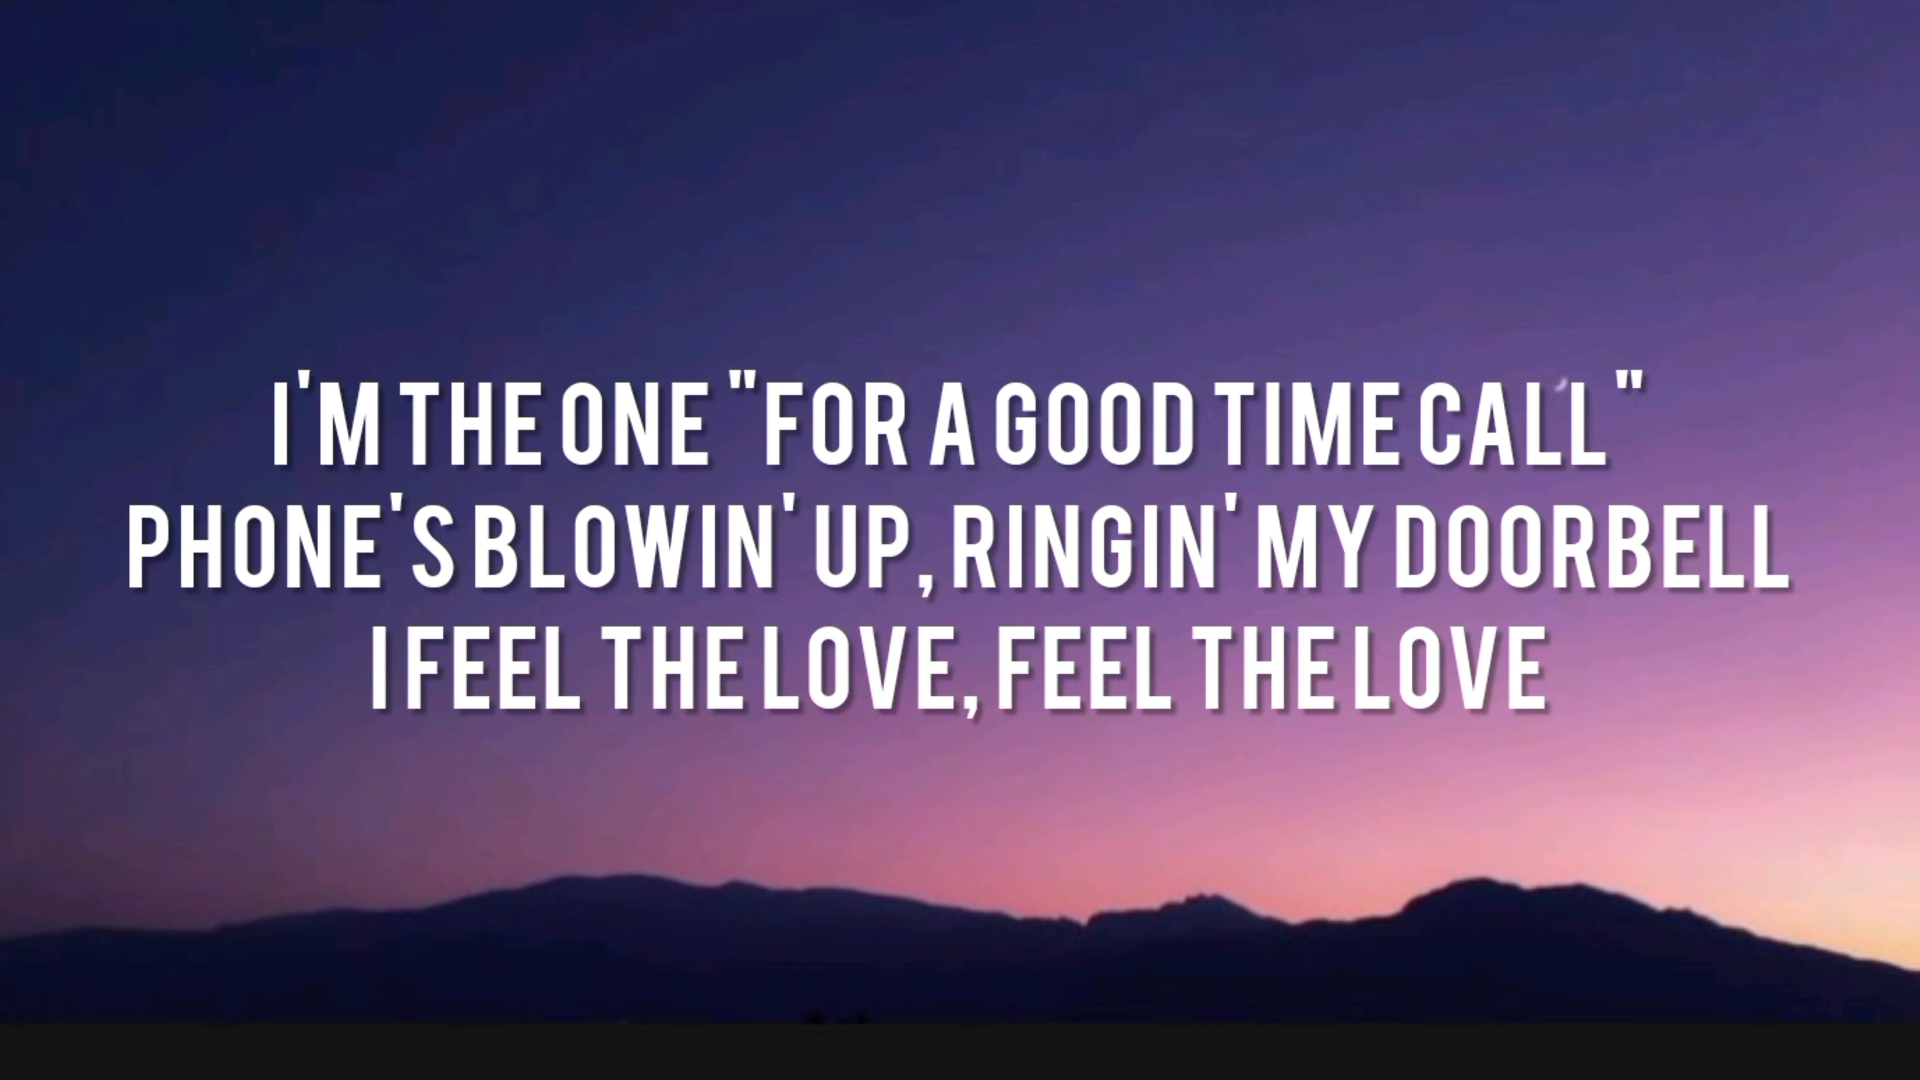 I'M THE ONE "FOR A GOOD TIME CALL"
PHONE'S BLOWIN' UP, RINGIN' MY DOORBELL
I FEEL THE LOVE, FEEL THE LOVE